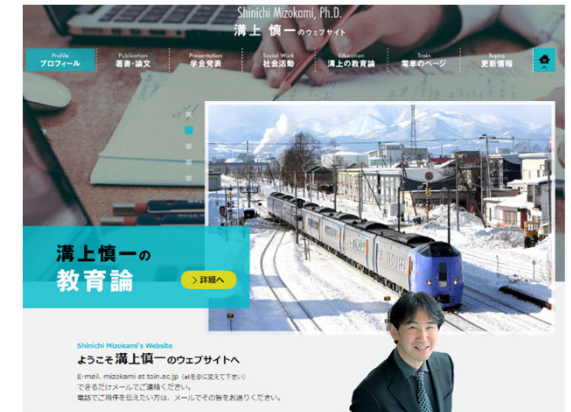 Shinichi Mizokami, Ph.D.
溝上 慎一のウェブサイト
Profile
プロフィール
Publication
著書・論文
Presentation
学会発表
Social Work
社会活動
Education
溝上の教育論
Train
電車のページ
Topics
更新情報
溝上慎一の
教育論
> 詳細へ
Shinichi Mizokami's Website
ようこそ溝上慎一のウェブサイトへ
E-mail. mizokami at toin.ac.jp (atを@に変えて下さい)
できるだけメールでご連絡ください。
電話でご用件を伝えたい方は、メールでその旨をお送りください。